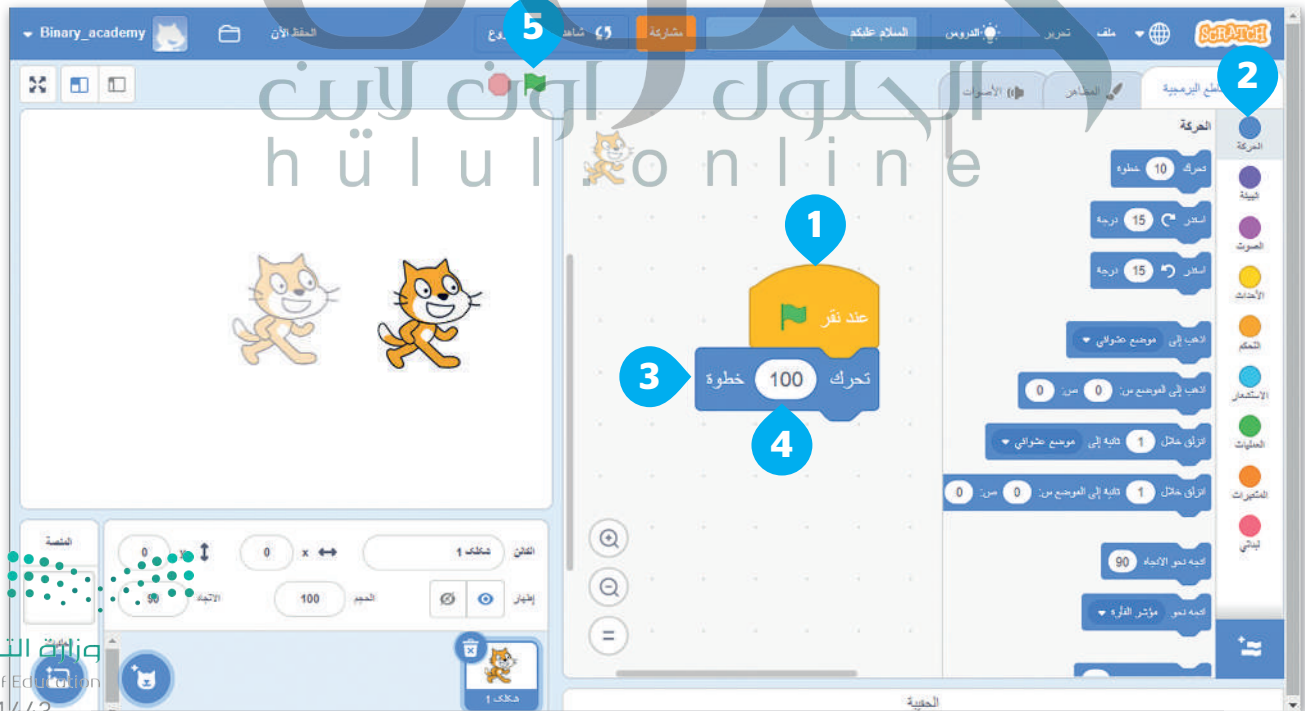 SCRATCH
ملف
تحرير
الدروس
السلام عليكم
مشاركة
5
الحفظ الآن
Binary_academy
2
المظاهر
الأصوات
الحلول اون لاين
hülul.online
الحركة
تحرك 10 خطوة
استدر 15 درجة
استدر 15 درجة
اذهب إلى موضع عشوائي
اذهب إلى الموضع س: 0 ص: 0
انزلق خلال 1 ثانية إلى موضع عشوائي
انزلق خلال 1 ثانية إلى الموضع س: 0 ص: 0
اتجه نحو الاتجاه 90
اتجه نحو مؤشر الفأرة
الحركة
الهيئة
الصوت
الأحداث
التحكم
الاستشعار
العمليات
المتغيرات
لبناتي
1
عند نقر
3
تحرك 100 خطوة
4
الكائن شكلك 1
x 0
y 0
إظهار
الحجم 100
الاتجاه 90
شكلك 1
المنصة
الحقيبة